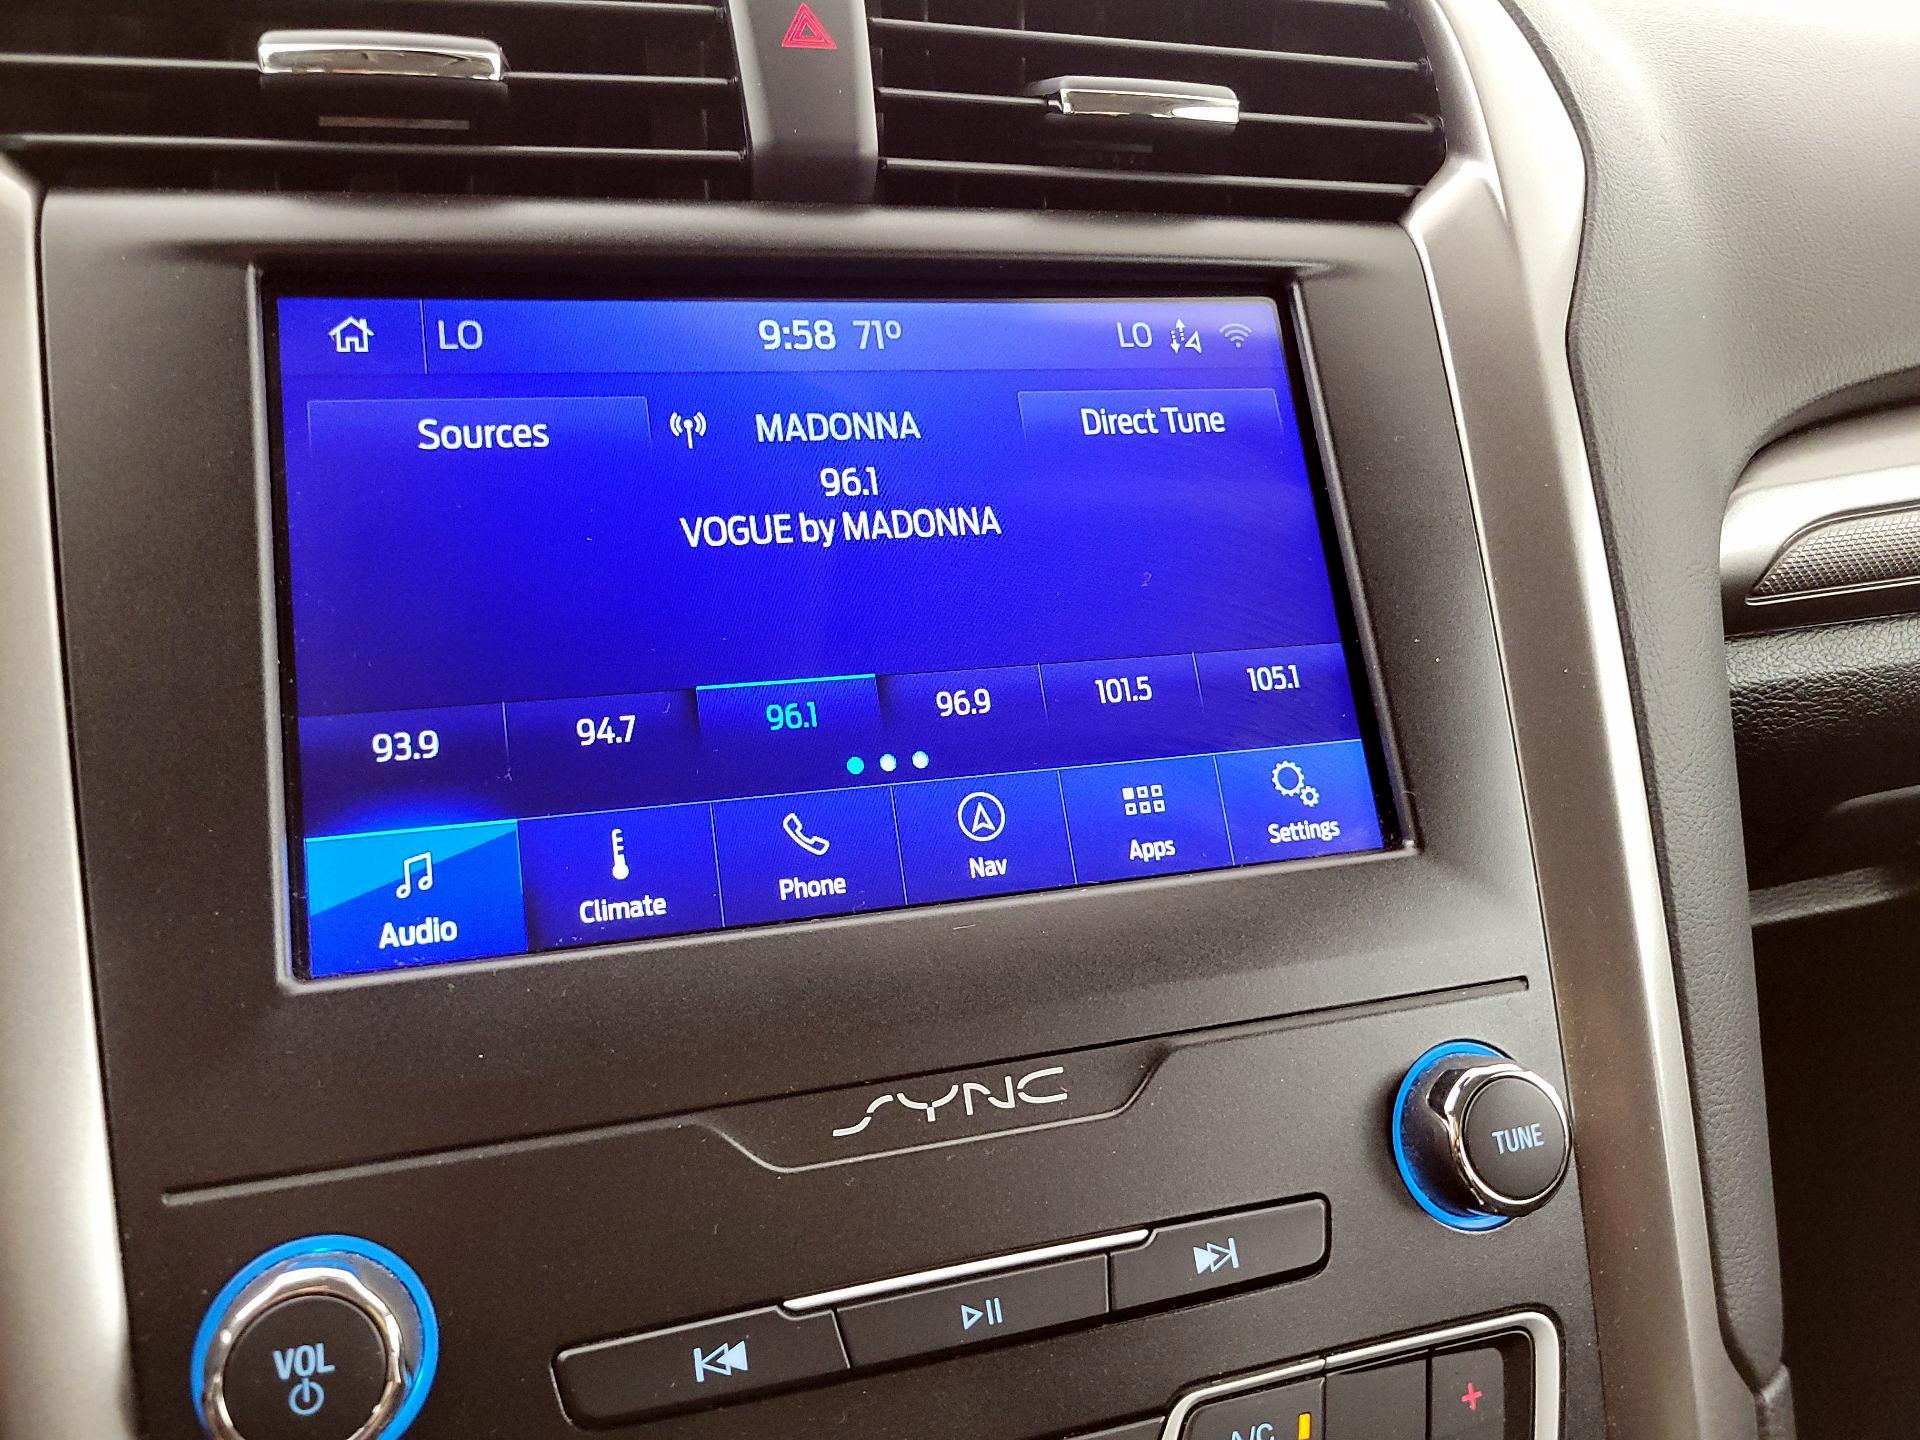 LO 9:58 71° LO
Sources MADONNA Direct Tune
96.1
VOGUE by MADONNA
93.9 94.7 96.1 96.9 101.5 105.1
Audio Climate Phone Nav Apps Settings
SYNC
TUNE
VOL
A/C
+